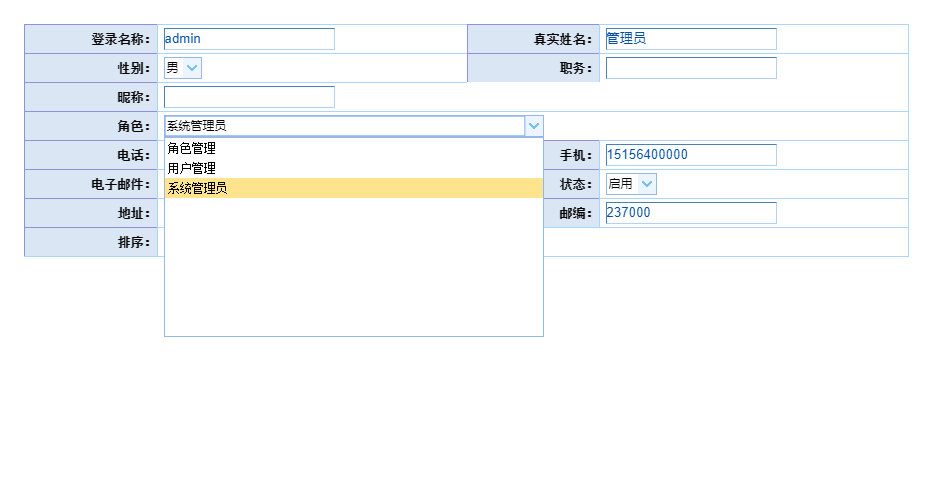 登录名称： admin 真实姓名： 管理员
性别： 男 职务：
昵称：
角色： 系统管理员
角色管理
电话： 手机： 15156400000
用户管理
电子邮件： 系统管理员 状态： 启用
地址： 邮编： 237000
排序：